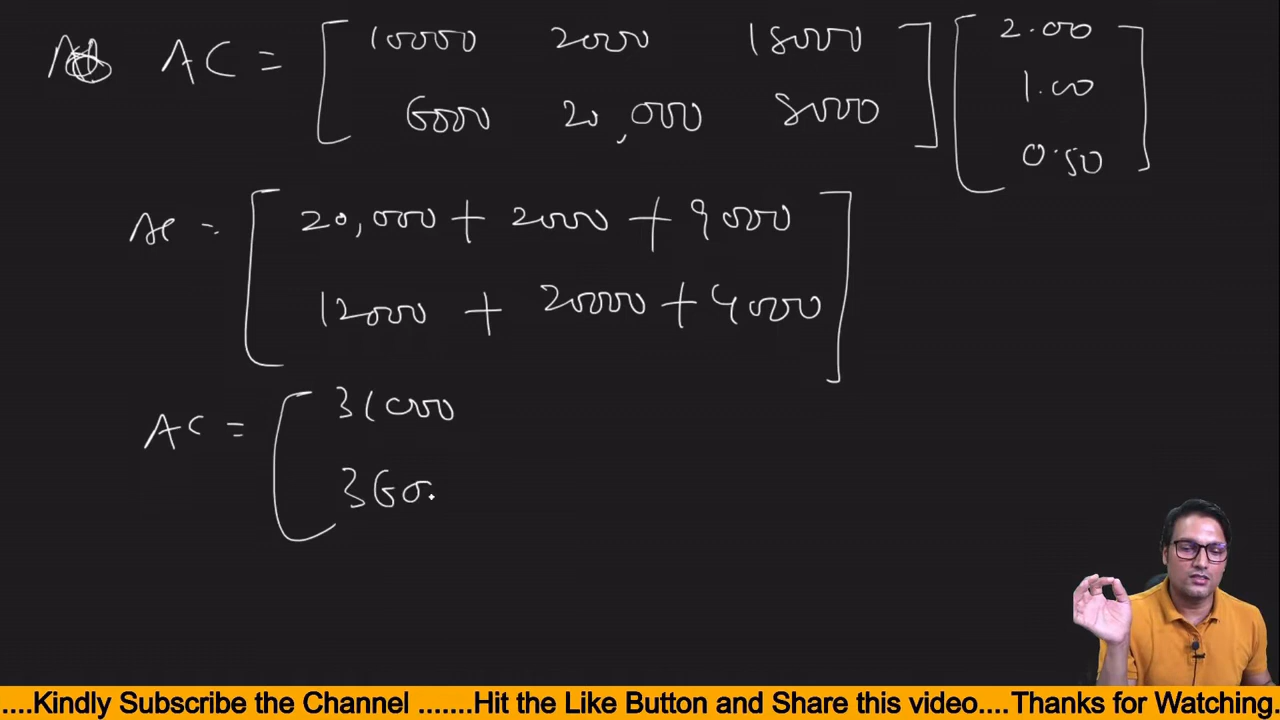 AC = [ 10000 2000 18000 ] [ 2.00 ]
[ 6000 20,000 8000 ] [ 1.00 ]
[ 0.50 ]
AC = [ 20,000 + 2000 + 9000 ]
[ 12000 + 20000 + 4000 ]
AC = [ 31000
360
....Kindly Subscribe the Channel .......Hit the Like Button and Share this video....Thanks for Watching.